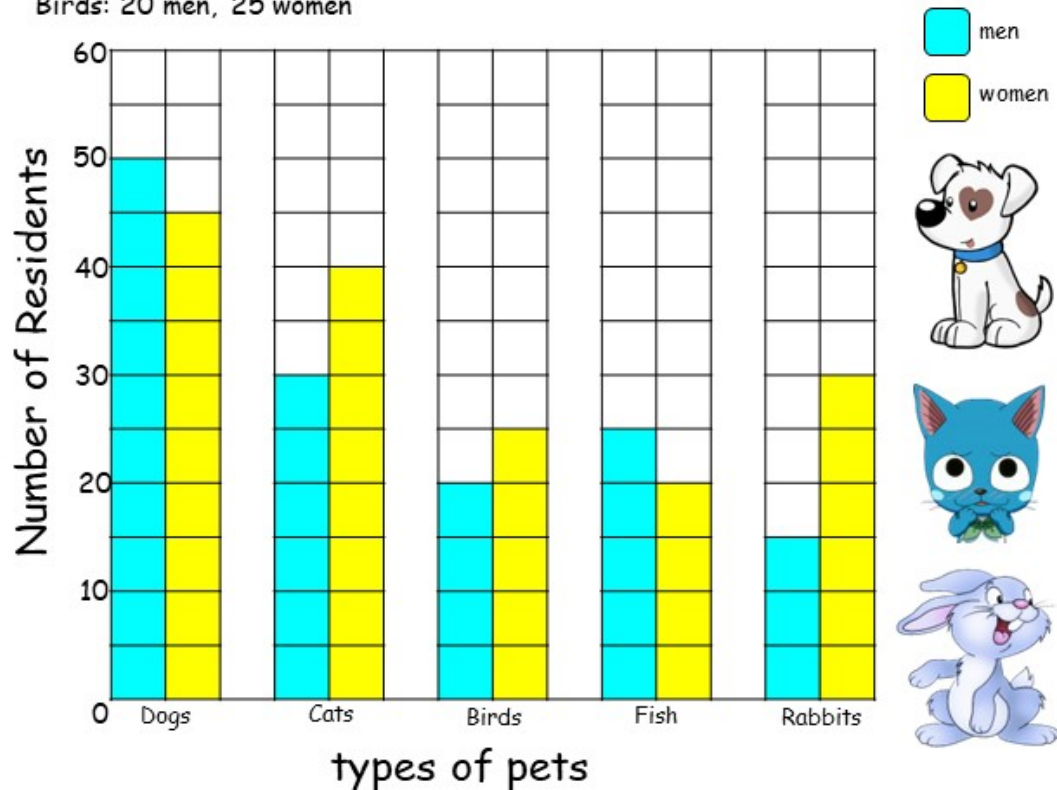 Birds: 20 men, 25 women
men
women
60
50
40
30
20
10
0
Number of Residents
Dogs Cats Birds Fish Rabbits
types of pets